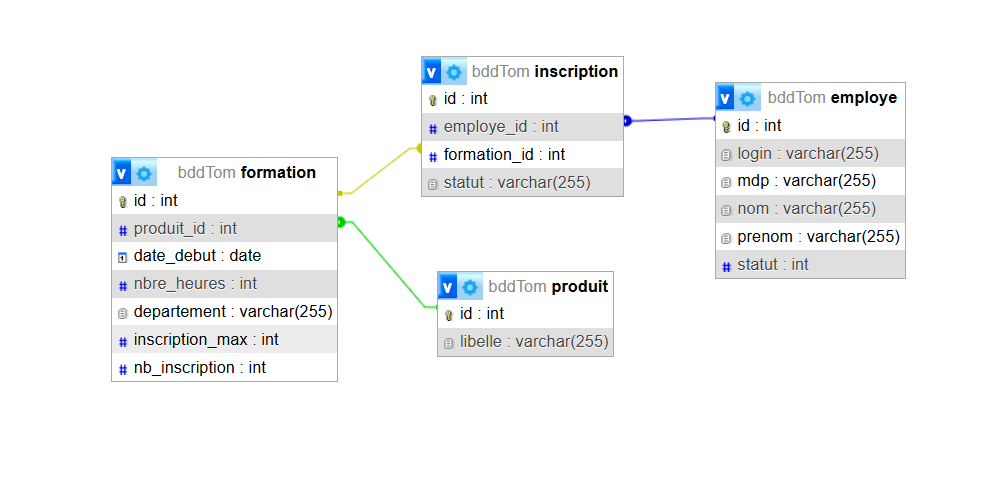 v bddTom formation
id : int
# produit_id : int
1 date_debut : date
# nbre_heures : int
departement : varchar(255)
# inscription_max : int
# nb_inscription : int
v bddTom inscription
id : int
# employe_id : int
# formation_id : int
statut : varchar(255)
v bddTom produit
id : int
libelle : varchar(255)
v bddTom employe
id : int
login : varchar(255)
mdp : varchar(255)
nom : varchar(255)
prenom : varchar(255)
# statut : int